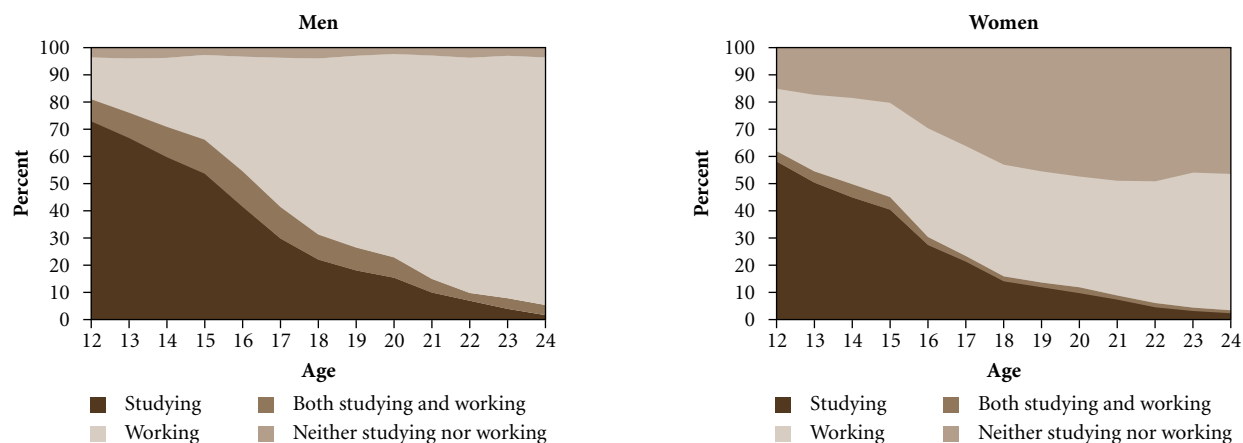 Men
100
90
80
70
60
50
40
30
20
10
0
Percent
12 13 14 15 16 17 18 19 20 21 22 23 24
Age
Studying
Both studying and working
Working
Neither studying nor working
Women
100
90
80
70
60
50
40
30
20
10
0
Percent
12 13 14 15 16 17 18 19 20 21 22 23 24
Age
Studying
Both studying and working
Working
Neither studying nor working